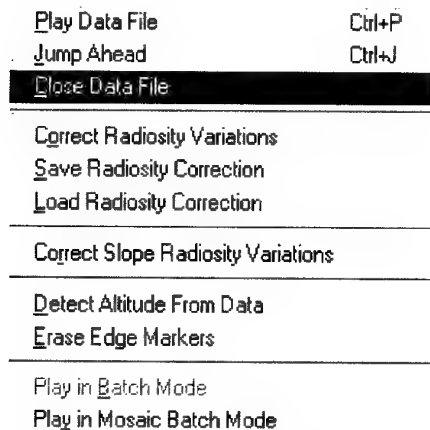 Play Data File Ctrl+P
Jump Ahead Ctrl+J
Close Data File
Correct Radiosity Variations
Save Radiosity Correction
Load Radiosity Correction
Correct Slope Radiosity Variations
Detect Altitude From Data
Erase Edge Markers
Play in Batch Mode
Play in Mosaic Batch Mode